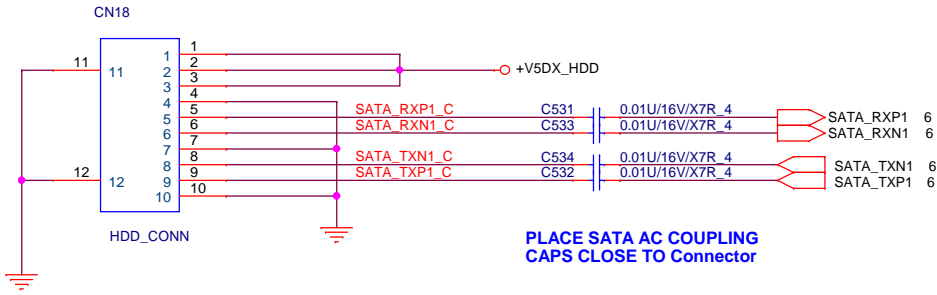 CN18
1 1
2 2 +V5DX_HDD
11 11 3 3
4 4
5 5 SATA_RXP1_C C531 0.01U/16V/X7R_4 SATA_RXP1 6
6 6 SATA_RXN1_C C533 0.01U/16V/X7R_4 SATA_RXN1 6
7 7
8 8 SATA_TXN1_C C534 0.01U/16V/X7R_4 SATA_TXN1 6
12 12 9 9 SATA_TXP1_C C532 0.01U/16V/X7R_4 SATA_TXP1 6
10 10
HDD_CONN
PLACE SATA AC COUPLING
CAPS CLOSE TO Connector